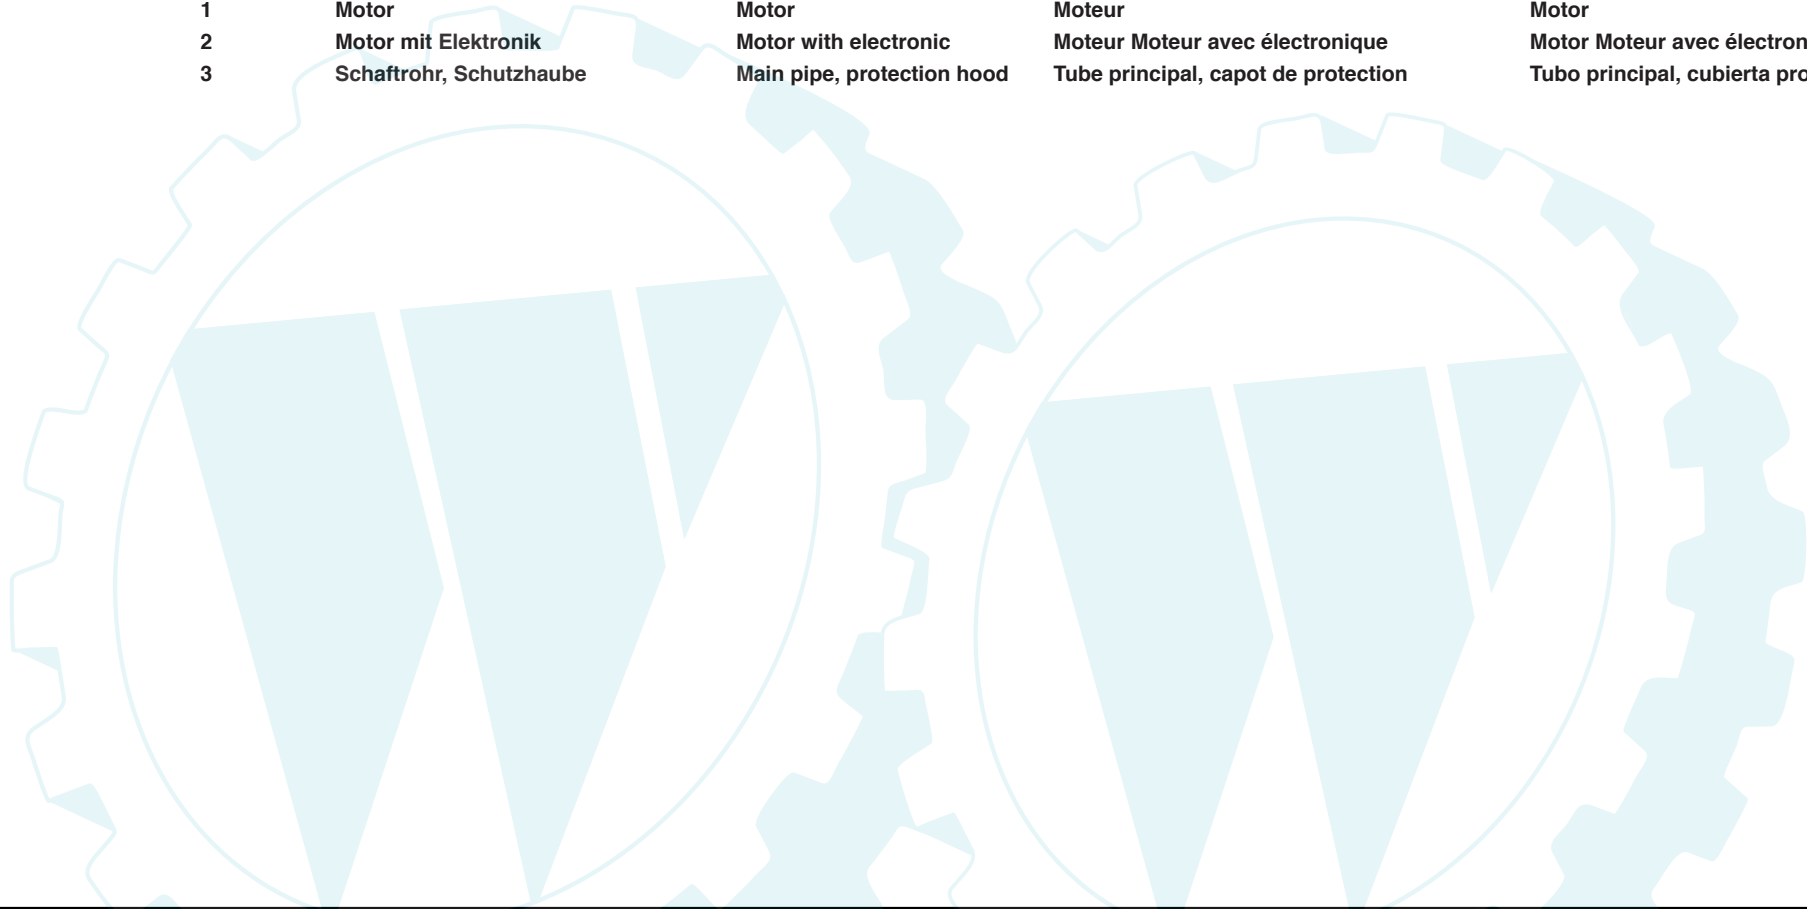 1 Motor Motor Moteur Motor
2 Motor mit Elektronik Motor with electronic Moteur Moteur avec électronique Motor Moteur avec électron
3 Schaftrohr, Schutzhaube Main pipe, protection hood Tube principal, capot de protection Tubo principal, cubierta pro